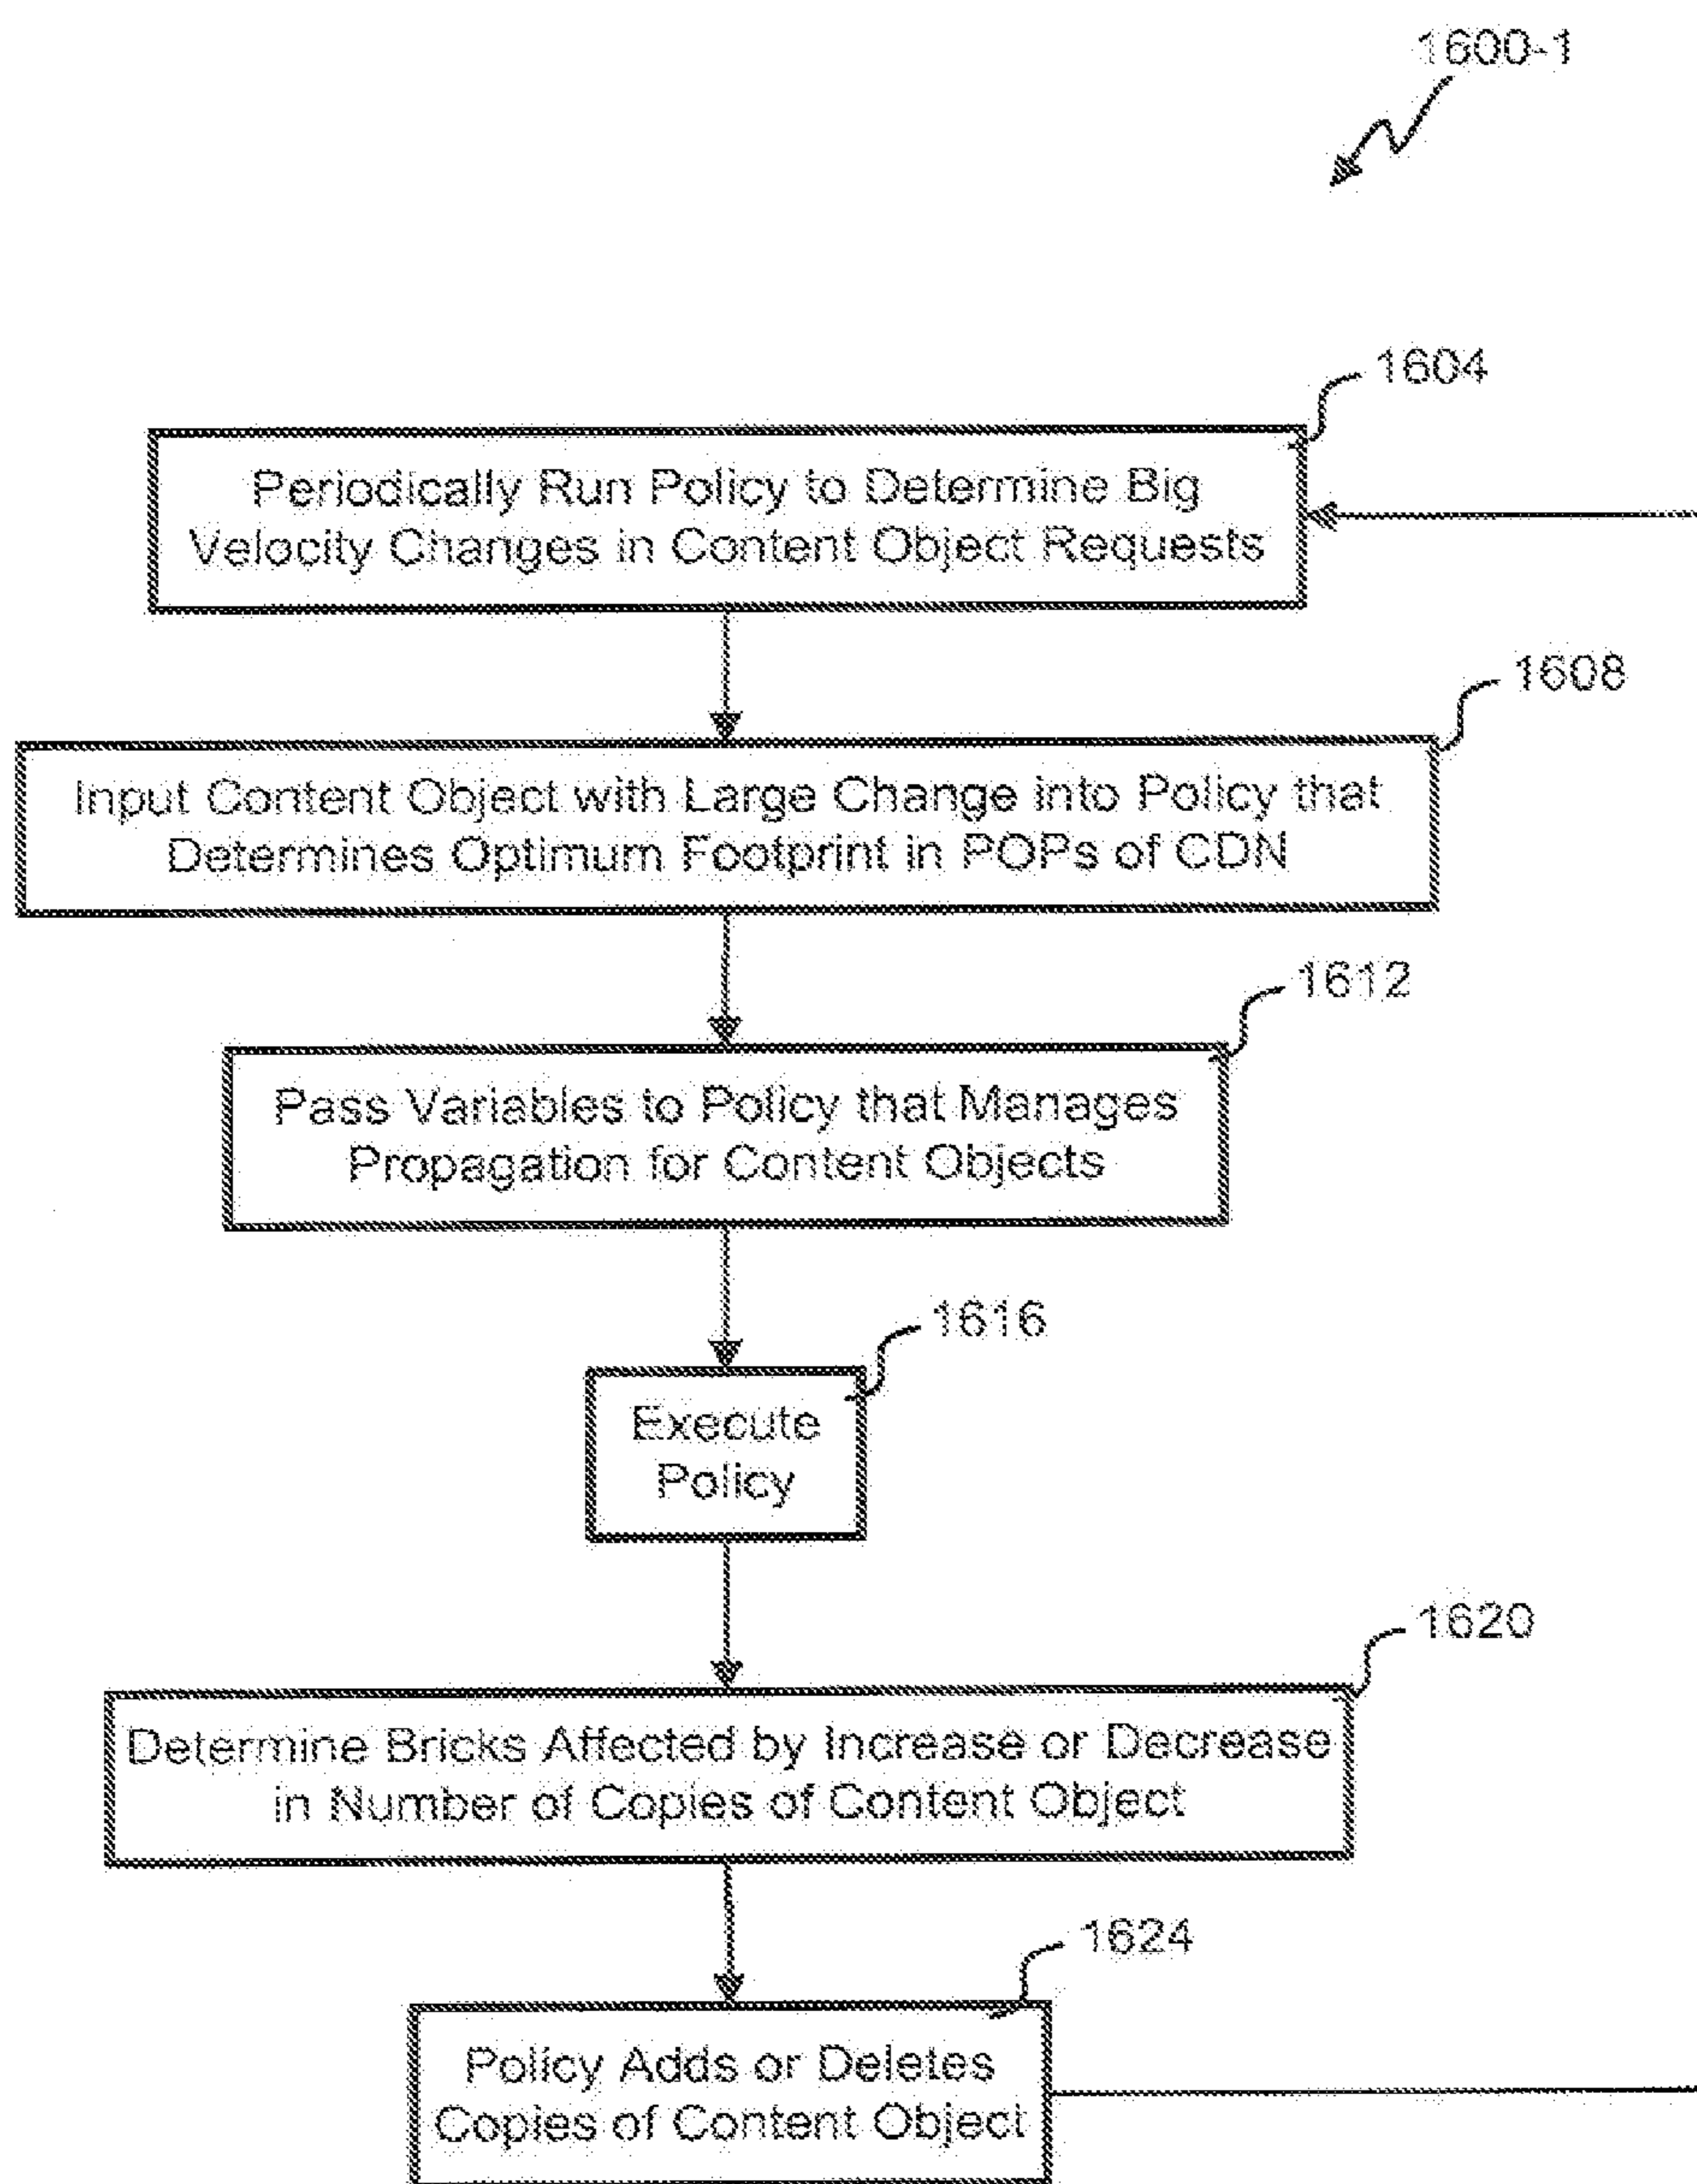 1600-1
1604
Periodically Run Policy to Determine Big
Velocity Changes in Content Object Requests
1608
Input Content Object with Large Change into Policy that
Determines Optimum Footprint in POPs of CDN
1612
Pass Variables to Policy that Manages
Propagation for Content Objects
1616
Execute
Policy
1620
Determine Bricks Affected by Increase or Decrease
in Number of Copies of Content Object
1624
Policy Adds or Deletes
Copies of Content Object